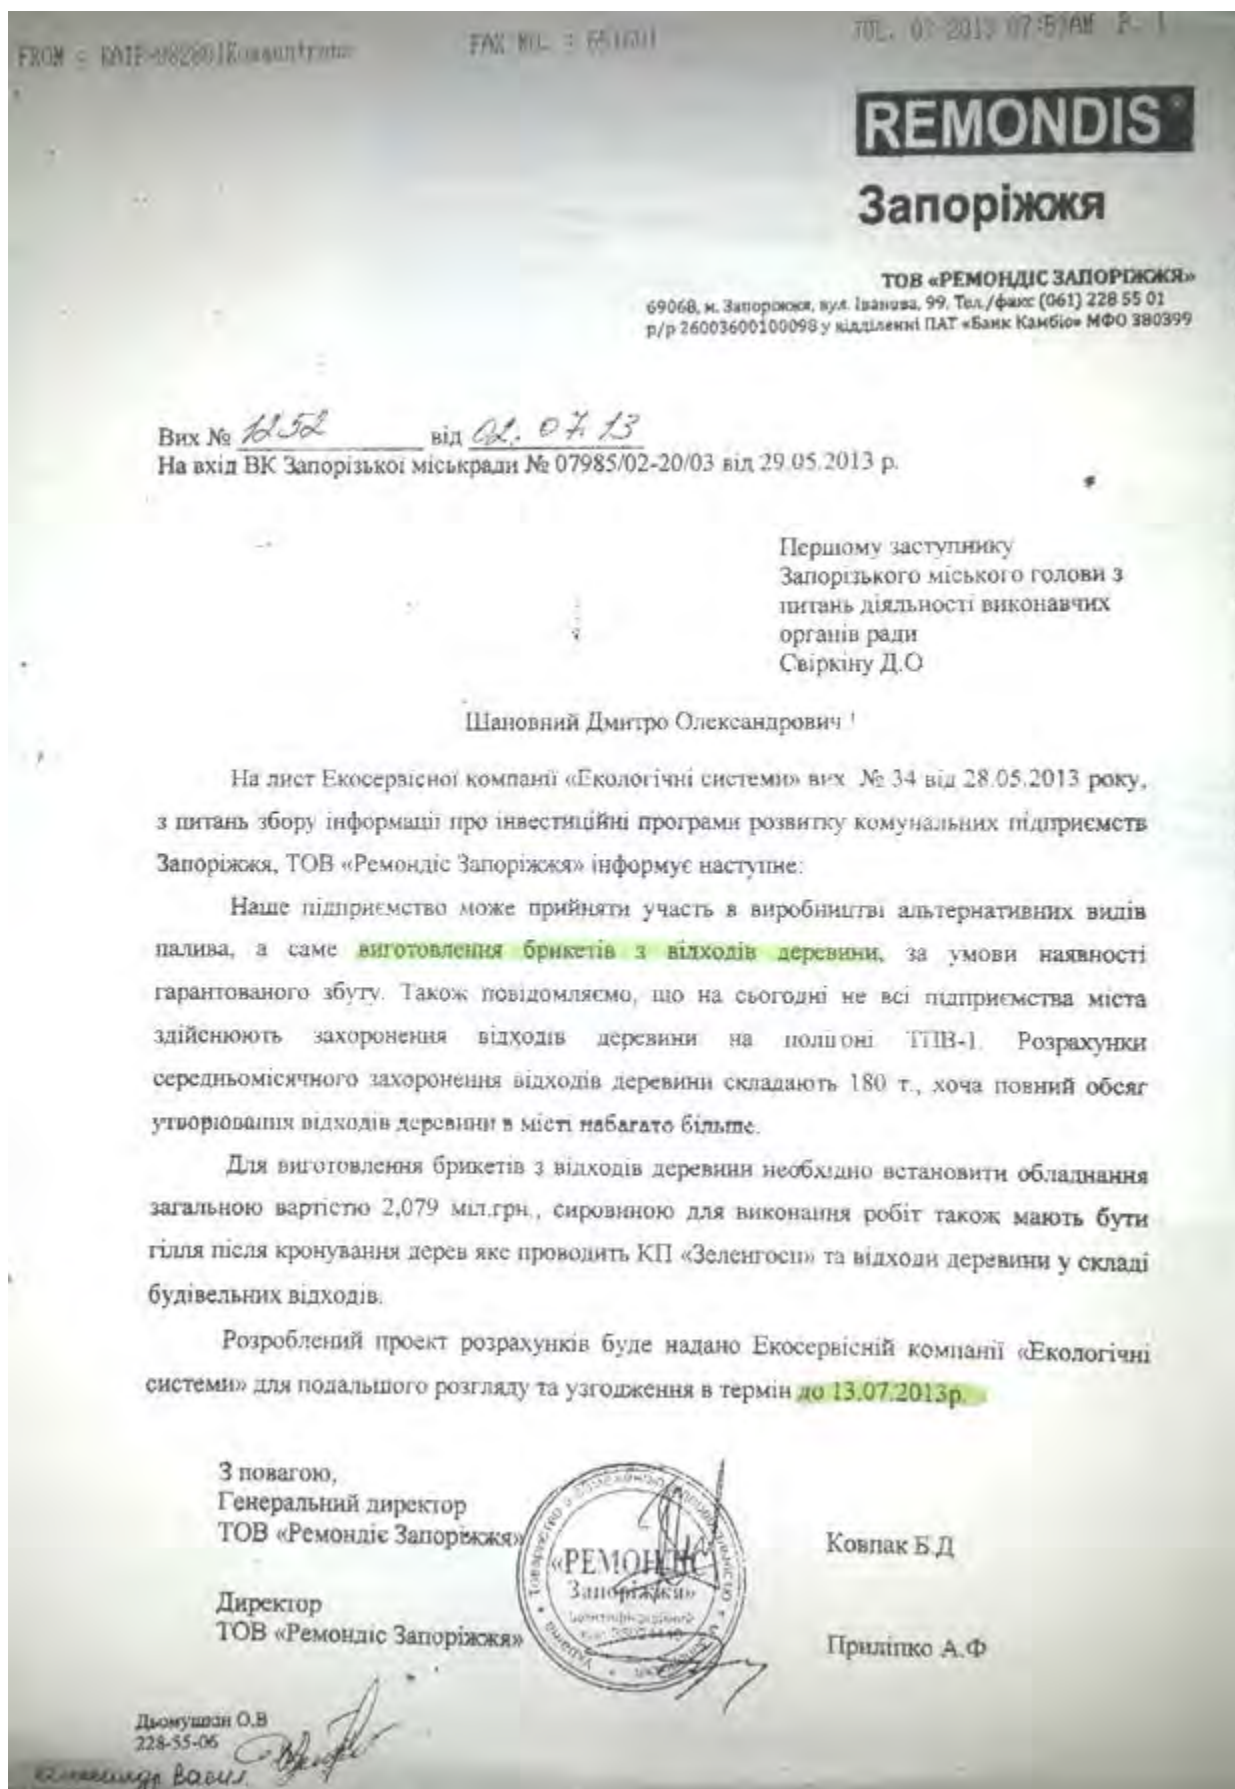 FAX NO. : 651601
JUL. 03 2013 07:53AM P. 1
REMONDIS®
Запоріжжя
ТОВ «РЕМОНДІС ЗАПОРІЖЖЯ»
69068, м. Запоріжжя, вул. Іванова, 99, Тел./факс (061) 228 55 01
р/р 26003600100098 у відділенні ПАТ «Банк Камбіо» МФО 380399
Вих № 1252 від 02.07.13
На вхід ВК Запорізької міськради № 07985/02-20/03 від 29.05.2013 р.
Першому заступнику
Запорізького міського голови з
питань діяльності виконавчих
органів ради
Свіркіну Д.О
Шановний Дмитро Олександрович !
На лист Екосервісної компанії «Екологічні системи» вих № 34 від 28.05.2013 року,
з питань збору інформації про інвестиційні програми розвитку комунальних підприємств
Запоріжжя, ТОВ «Ремондіс Запоріжжя» інформує наступне:
Наше підприємство може прийняти участь в виробництві альтернативних видів
палива, а саме виготовлення брикетів з відходів деревини, за умови наявності
гарантованого збуту. Також повідомляємо, що на сьогодні не всі підприємства міста
здійснюють захоронення відходів деревини на полігоні ТПВ-1. Розрахунки
середньомісячного захоронення відходів деревини складають 180 т., хоча повний обсяг
утворювання відходів деревини в місті набагато більше.
Для виготовлення брикетів з відходів деревини необхідно встановити обладнання
загальною вартістю 2,079 міл.грн., сировиною для виконання робіт також мають бути
гілля після кронування дерев яке проводить КП «Зеленгосп» та відходи деревини у складі
будівельних відходів.
Розроблений проект розрахунків буде надано Екосервісній компанії «Екологічні
системи» для подальшого розгляду та узгодження в термін до 13.07.2013р.
З повагою,
Генеральний директор
ТОВ «Ремондіс Запоріжжя»
Ковпак Б.Д
«РЕМОНДІС
Запоріжжя»
Директор
ТОВ «Ремондіс Запоріжжя»
Приліпко А.Ф
О.В
228-55-06